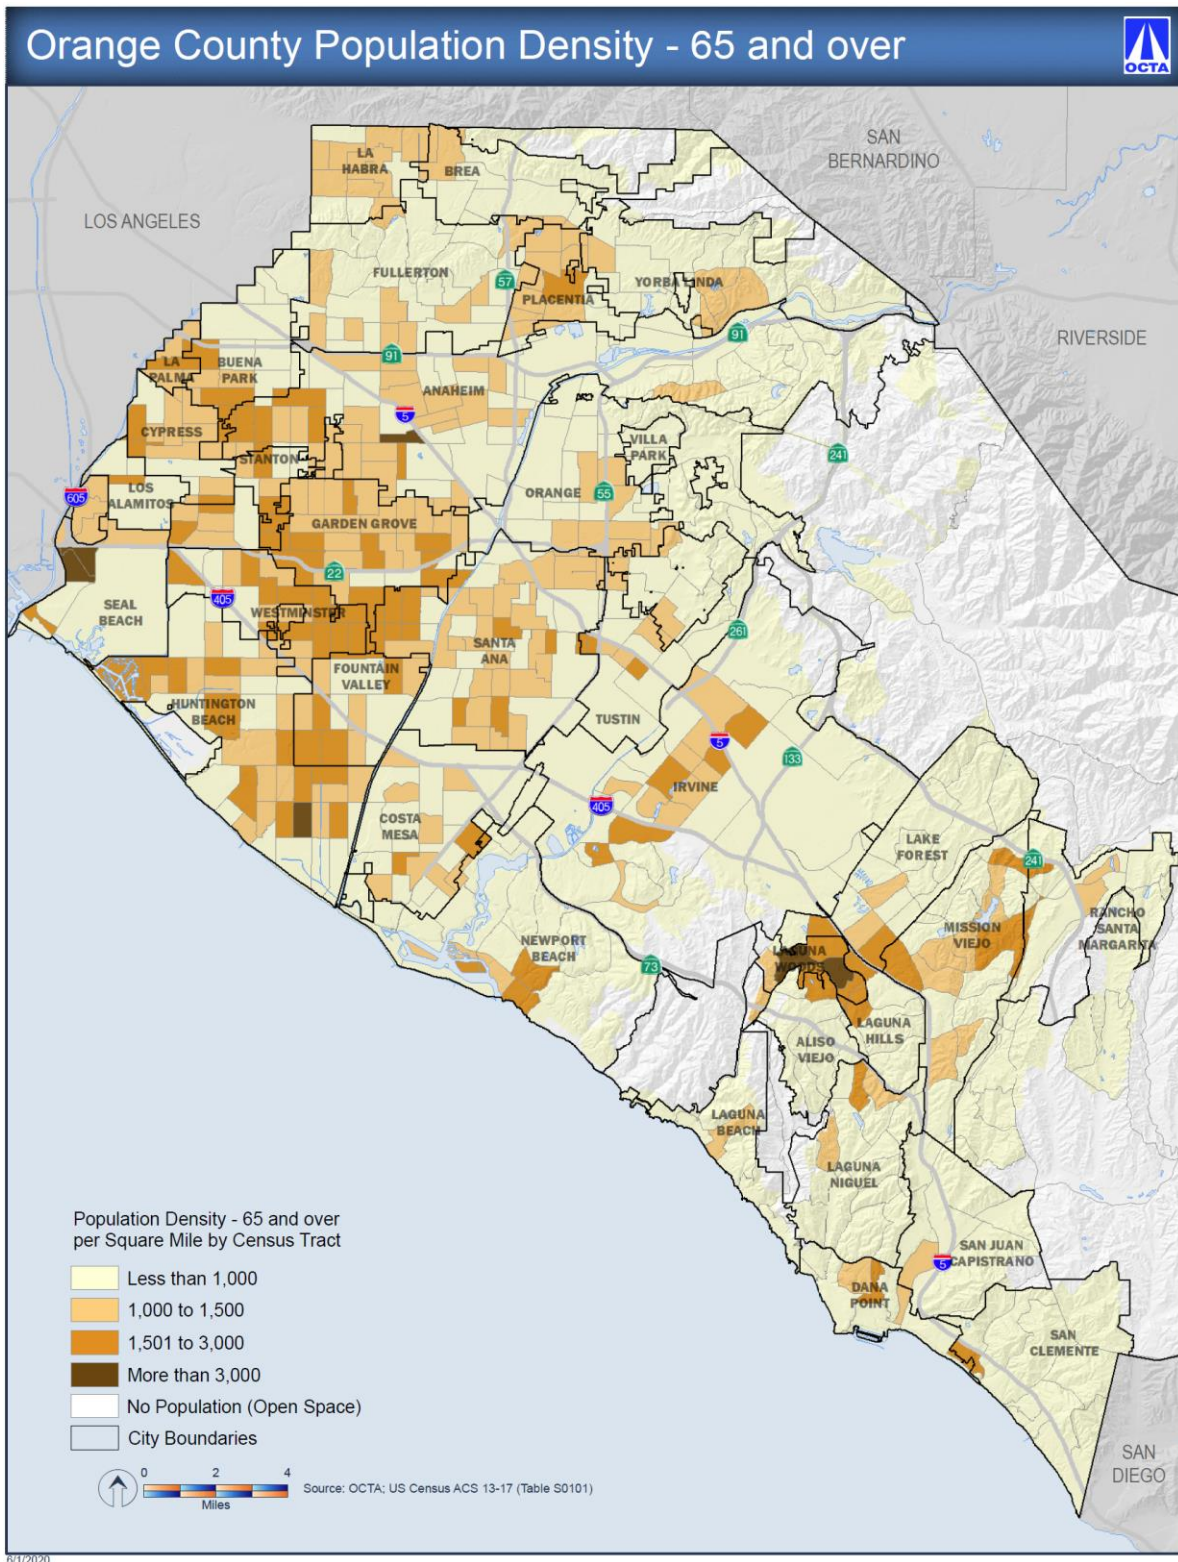 Orange County Population Density - 65 and over
OCTA
SAN
BERNARDINO
LOS ANGELES
LA
HABRA
BREA
FULLERTON
57
PLACENTIA
YORBA LINDA
RIVERSIDE
91
91
LA
PALMA
BUENA
PARK
ANAHEIM
5
CYPRESS
STANTON
VILLA
PARK
241
LOS
ALAMITOS
605
ORANGE
55
GARDEN GROVE
22
405
SEAL
BEACH
WESTMINSTER
261
SANTA
ANA
FOUNTAIN
VALLEY
HUNTINGTON
BEACH
TUSTIN
5
133
IRVINE
405
COSTA
MESA
LAKE
FOREST
241
MISSION
VIEJO
RANCHO
SANTA
MARGARITA
NEWPORT
BEACH
73
LAGUNA
WOODS
LAGUNA
HILLS
ALISO
VIEJO
LAGUNA
BEACH
LAGUNA
NIGUEL
SAN JUAN
CAPISTRANO
5
DANA
POINT
SAN
CLEMENTE
SAN
DIEGO
Population Density - 65 and over
per Square Mile by Census Tract
Less than 1,000
1,000 to 1,500
1,501 to 3,000
More than 3,000
No Population (Open Space)
City Boundaries
0 2 4
Miles
Source: OCTA; US Census ACS 13-17 (Table S0101)
6/1/2020